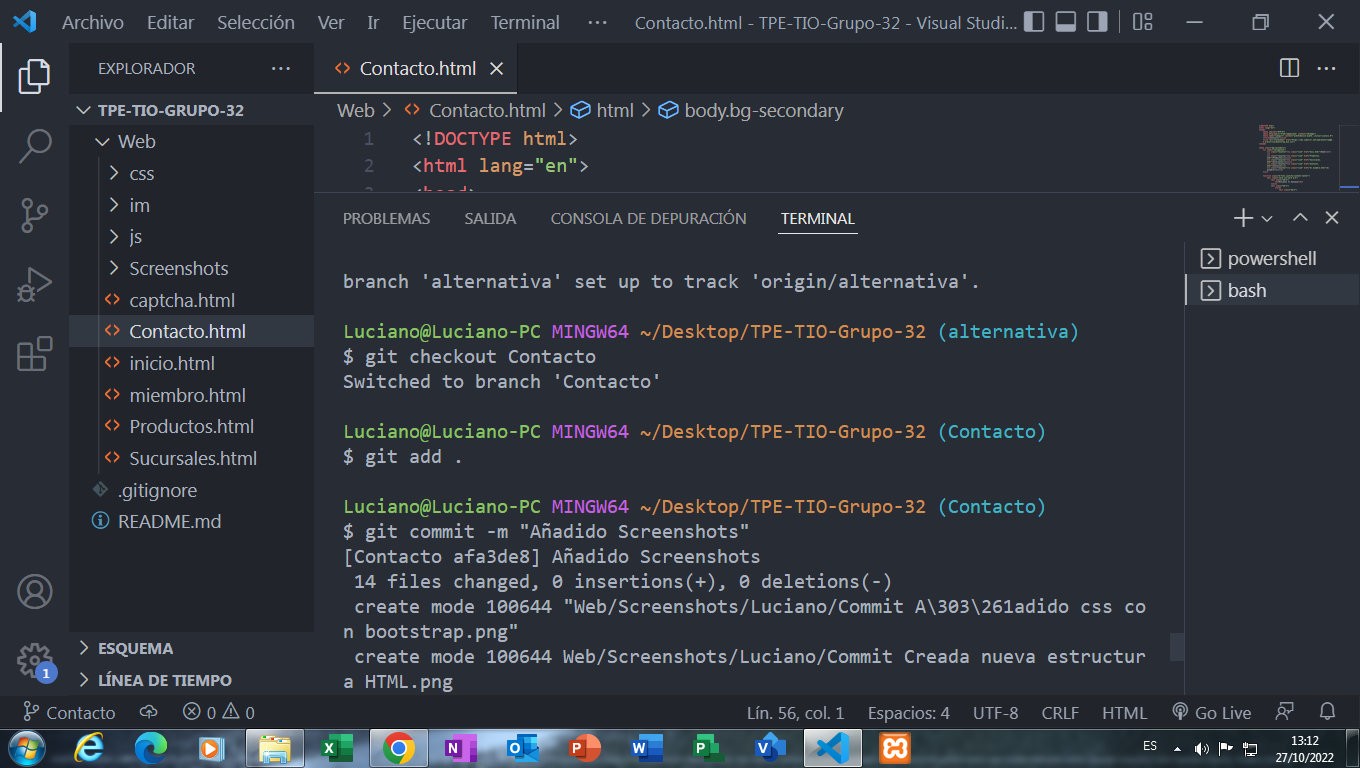 Archivo Editar Selección Ver Ir Ejecutar Terminal ··· Contacto.html - TPE-TIO-Grupo-32 - Visual Studi...
EXPLORADOR ···
TPE-TIO-GRUPO-32
Web
css
im
js
Screenshots
captcha.html
Contacto.html
inicio.html
miembro.html
Productos.html
Sucursales.html
.gitignore
README.md
ESQUEMA
LÍNEA DE TIEMPO
1
Contacto.html
Web > Contacto.html > html > body.bg-secondary
1 <!DOCTYPE html>
2 <html lang="en">
3 <head>
PROBLEMAS SALIDA CONSOLA DE DEPURACIÓN TERMINAL
powershell
bash
branch 'alternativa' set up to track 'origin/alternativa'.
Luciano@Luciano-PC MINGW64 ~/Desktop/TPE-TIO-Grupo-32 (alternativa)
$ git checkout Contacto
Switched to branch 'Contacto'
Luciano@Luciano-PC MINGW64 ~/Desktop/TPE-TIO-Grupo-32 (Contacto)
$ git add .
Luciano@Luciano-PC MINGW64 ~/Desktop/TPE-TIO-Grupo-32 (Contacto)
$ git commit -m "Añadido Screenshots"
[Contacto afa3de8] Añadido Screenshots
14 files changed, 0 insertions(+), 0 deletions(-)
create mode 100644 "Web/Screenshots/Luciano/Commit A\303\261adido css co
n bootstrap.png"
create mode 100644 Web/Screenshots/Luciano/Commit Creada nueva estructur
a HTML.png
Contacto 0 0 Lín. 56, col. 1 Espacios: 4 UTF-8 CRLF HTML Go Live
ES 13:12
27/10/2022